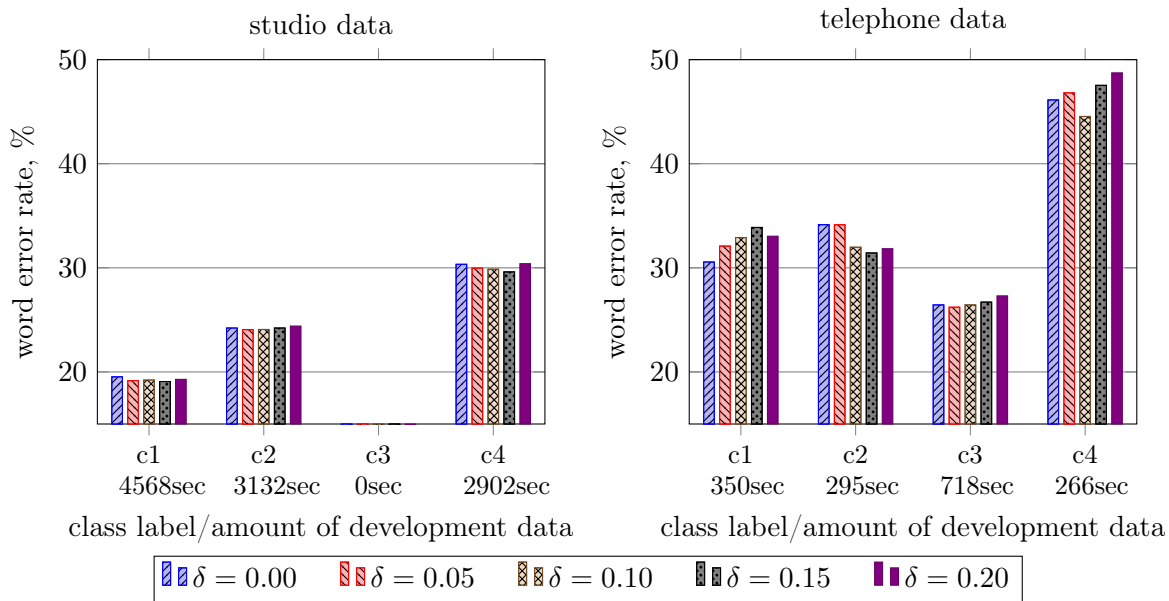 studio data
50
40
30
20
word error rate, %
c1
4568sec
c2
3132sec
c3
0sec
c4
2902sec
class label/amount of development data
telephone data
50
40
30
20
word error rate, %
c1
350sec
c2
295sec
c3
718sec
c4
266sec
class label/amount of development data
δ = 0.00 δ = 0.05 δ = 0.10 δ = 0.15 δ = 0.20